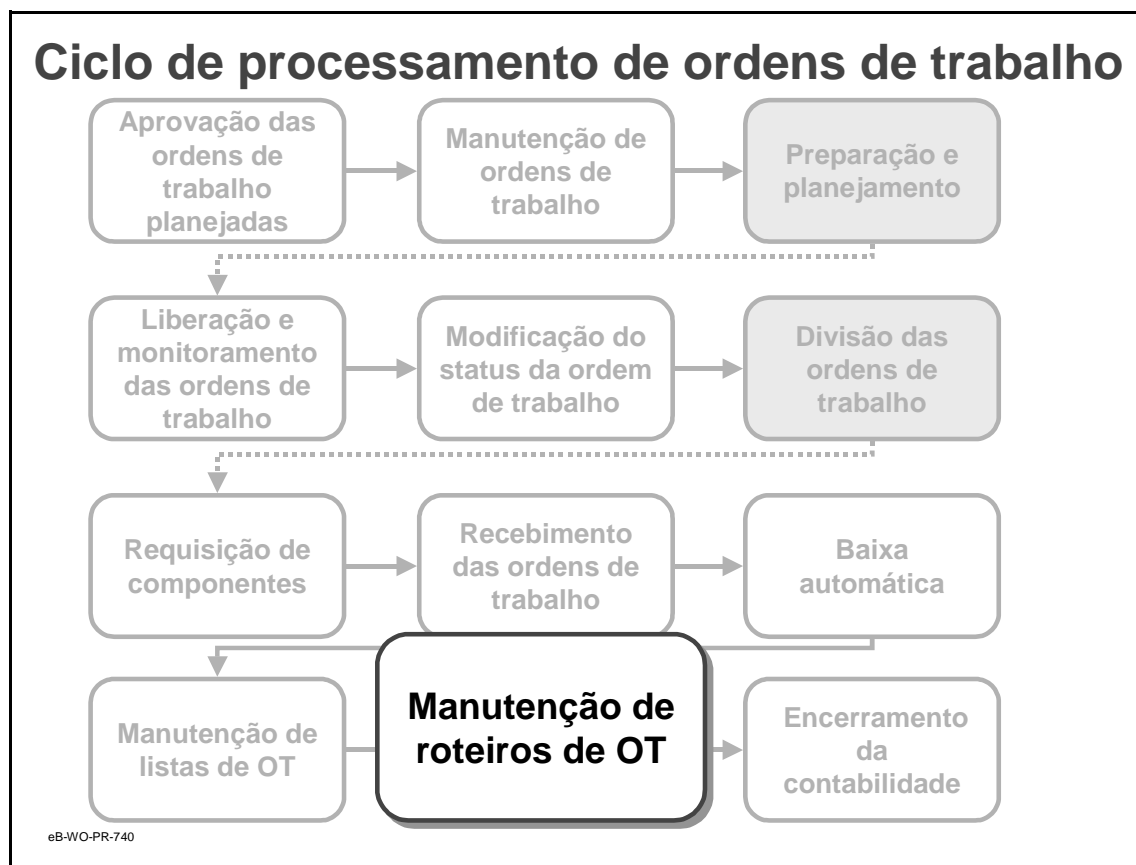 Ciclo de processamento de ordens de trabalho
Aprovação das
ordens de
trabalho
planejadas
Manutenção de
ordens de
trabalho
Preparação e
planejamento
Liberação e
monitoramento
das ordens de
trabalho
Modificação do
status da ordem
de trabalho
Divisão das
ordens de
trabalho
Requisição de
componentes
Recebimento
das ordens de
trabalho
Baixa
automática
Manutenção de
listas de OT
Manutenção de
roteiros de OT
Encerramento
da
contabilidade
eB-WO-PR-740